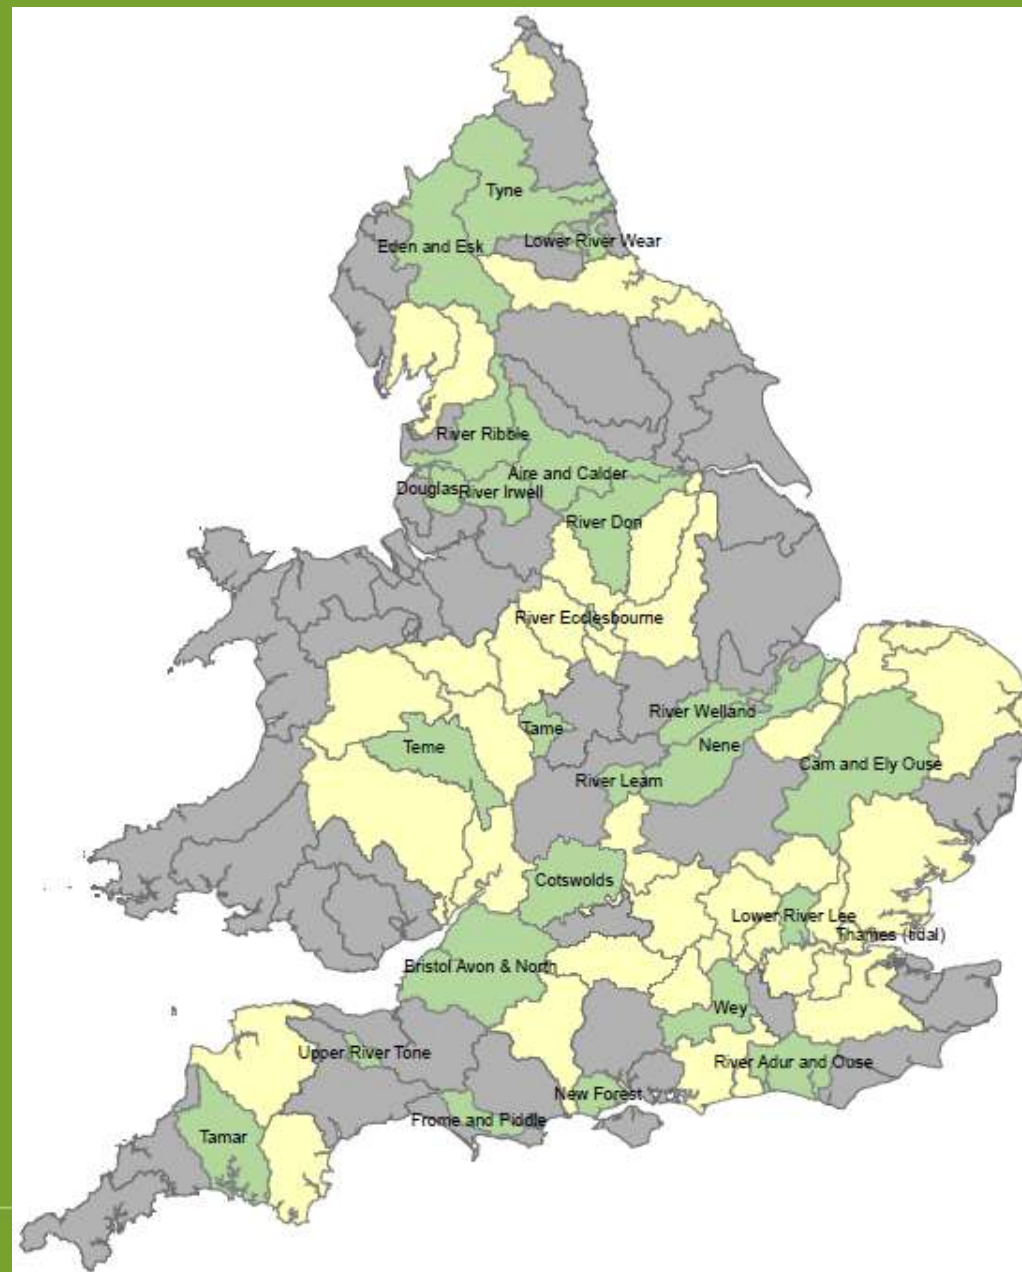 Tyne
Lower River Wear
Eden and Esk
River Ribble
Aire and Calder
Douglas
River Irwell
River Don
River Ecclesbourne
River Welland
Tame
Teme
Nene
Cam and Ely Ouse
River Leam
Cotswolds
Lower River Lee
Thames (tidal)
Bristol Avon & North
Wey
Upper River Tone
River Adur and Ouse
New Forest
Frome and Piddle
Tamar